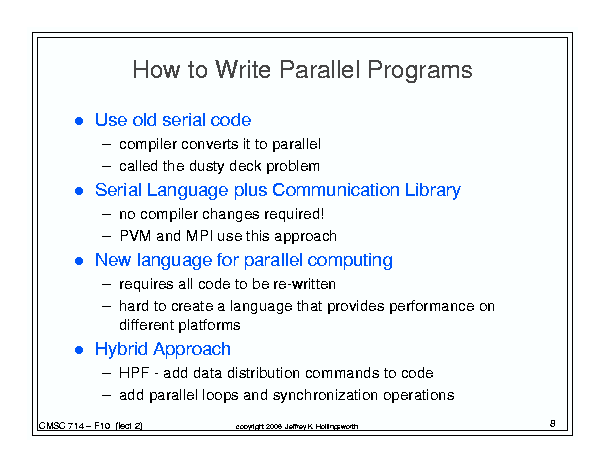 How to Write Parallel Programs
● Use old serial code
– compiler converts it to parallel
– called the dusty deck problem
● Serial Language plus Communication Library
– no compiler changes required!
– PVM and MPI use this approach
● New language for parallel computing
– requires all code to be re-written
– hard to create a language that provides performance on
different platforms
● Hybrid Approach
– HPF - add data distribution commands to code
– add parallel loops and synchronization operations
CMSC 714 – F10 (lect 2)
copyright 2006 Jeffrey K. Hollingsworth
8